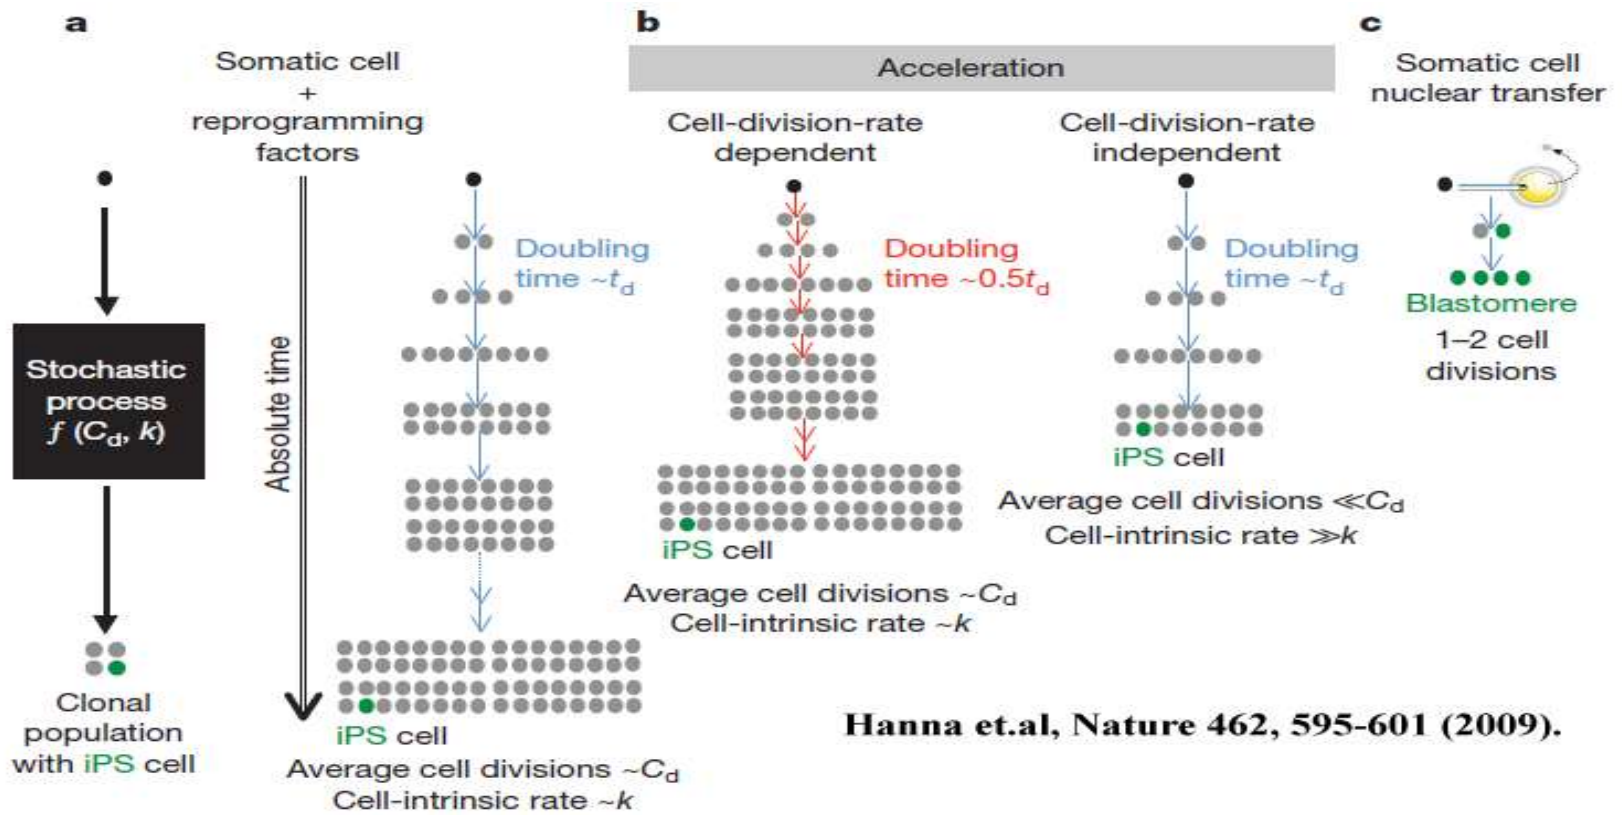 a
Somatic cell
+
reprogramming
factors
Stochastic
process
f (Cd, k)
Clonal
population
with iPS cell
Absolute time
Doubling
time ~td
iPS cell
Average cell divisions ~Cd
Cell-intrinsic rate ~k
b
Acceleration
Cell-division-rate
dependent
Doubling
time ~0.5td
iPS cell
Average cell divisions ~Cd
Cell-intrinsic rate ~k
Cell-division-rate
independent
Doubling
time ~td
iPS cell
Average cell divisions ≪Cd
Cell-intrinsic rate ≫k
c
Somatic cell
nuclear transfer
Blastomere
1–2 cell
divisions
Hanna et.al, Nature 462, 595-601 (2009).